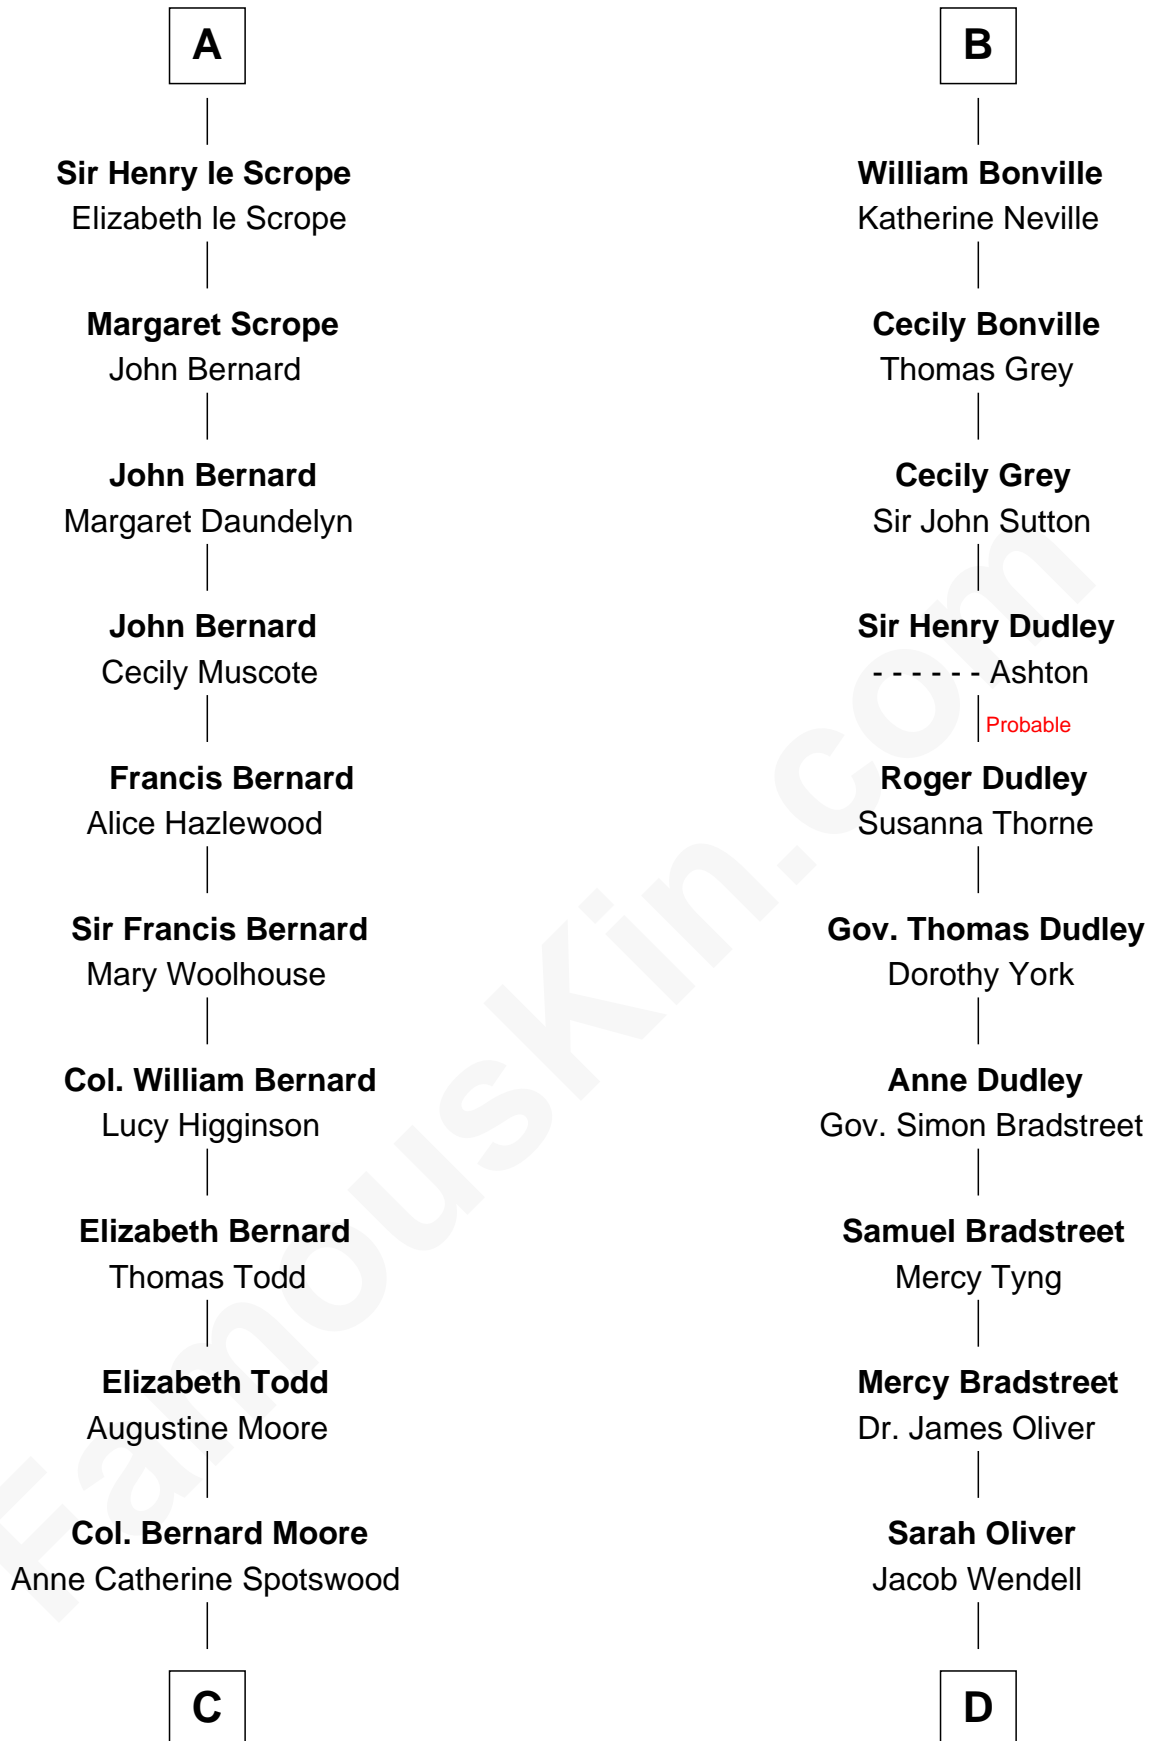 A
Sir Henry le Scrope
Elizabeth le Scrope
Margaret Scrope
John Bernard
John Bernard
Margaret Daundelyn
John Bernard
Cecily Muscote
Francis Bernard
Alice Hazlewood
Sir Francis Bernard
Mary Woolhouse
Col. William Bernard
Lucy Higginson
Elizabeth Bernard
Thomas Todd
Elizabeth Todd
Augustine Moore
Col. Bernard Moore
Anne Catherine Spotswood
C
B
William Bonville
Katherine Neville
Cecily Bonville
Thomas Grey
Cecily Grey
Sir John Sutton
Sir Henry Dudley
- - - - - - Ashton
Probable
Roger Dudley
Susanna Thorne
Gov. Thomas Dudley
Dorothy York
Anne Dudley
Gov. Simon Bradstreet
Samuel Bradstreet
Mercy Tyng
Mercy Bradstreet
Dr. James Oliver
Sarah Oliver
Jacob Wendell
D
FamousKin.com